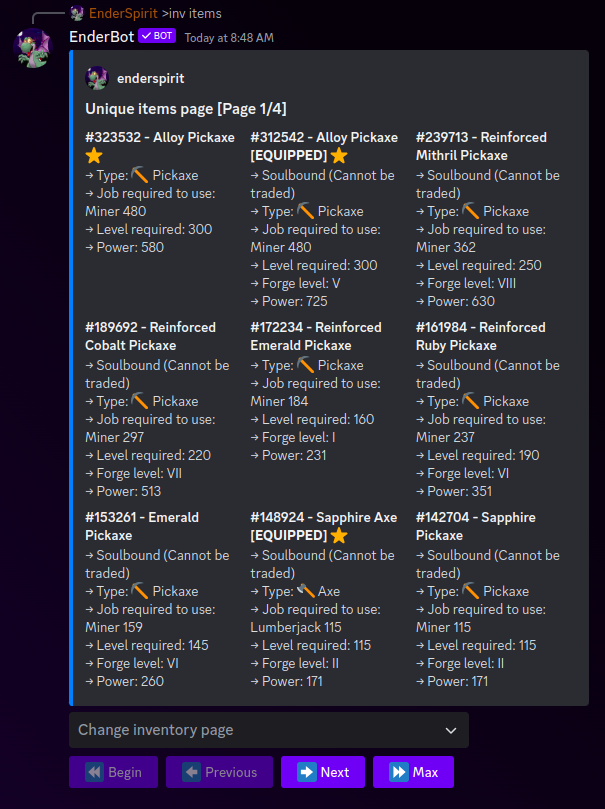 EnderSpirit >inv items
EnderBot ✓ BOT Today at 8:48 AM
enderspirit
Unique items page [Page 1/4]
#323532 - Alloy Pickaxe
⭐
→ Type: ⛏ Pickaxe
→ Job required to use:
Miner 480
→ Level required: 300
→ Power: 580
#312542 - Alloy Pickaxe
[EQUIPPED] ⭐
→ Soulbound (Cannot be
traded)
→ Type: ⛏ Pickaxe
→ Job required to use:
Miner 480
→ Level required: 300
→ Forge level: V
→ Power: 725
#239713 - Reinforced
Mithril Pickaxe
→ Soulbound (Cannot be
traded)
→ Type: ⛏ Pickaxe
→ Job required to use:
Miner 362
→ Level required: 250
→ Forge level: VIII
→ Power: 630
#189692 - Reinforced
Cobalt Pickaxe
→ Soulbound (Cannot be
traded)
→ Type: ⛏ Pickaxe
→ Job required to use:
Miner 297
→ Level required: 220
→ Forge level: VII
→ Power: 513
#172234 - Reinforced
Emerald Pickaxe
→ Type: ⛏ Pickaxe
→ Job required to use:
Miner 184
→ Level required: 160
→ Forge level: I
→ Power: 231
#161984 - Reinforced
Ruby Pickaxe
→ Soulbound (Cannot be
traded)
→ Type: ⛏ Pickaxe
→ Job required to use:
Miner 237
→ Level required: 190
→ Forge level: VI
→ Power: 351
#153261 - Emerald
Pickaxe
→ Soulbound (Cannot be
traded)
→ Type: ⛏ Pickaxe
→ Job required to use:
Miner 159
→ Level required: 145
→ Forge level: VI
→ Power: 260
#148924 - Sapphire Axe
[EQUIPPED] ⭐
→ Soulbound (Cannot be
traded)
→ Type: 🪓 Axe
→ Job required to use:
Lumberjack 115
→ Level required: 115
→ Forge level: II
→ Power: 171
#142704 - Sapphire
Pickaxe
→ Soulbound (Cannot be
traded)
→ Type: ⛏ Pickaxe
→ Job required to use:
Miner 115
→ Level required: 115
→ Forge level: II
→ Power: 171
Change inventory page
Begin
Previous
Next
Max